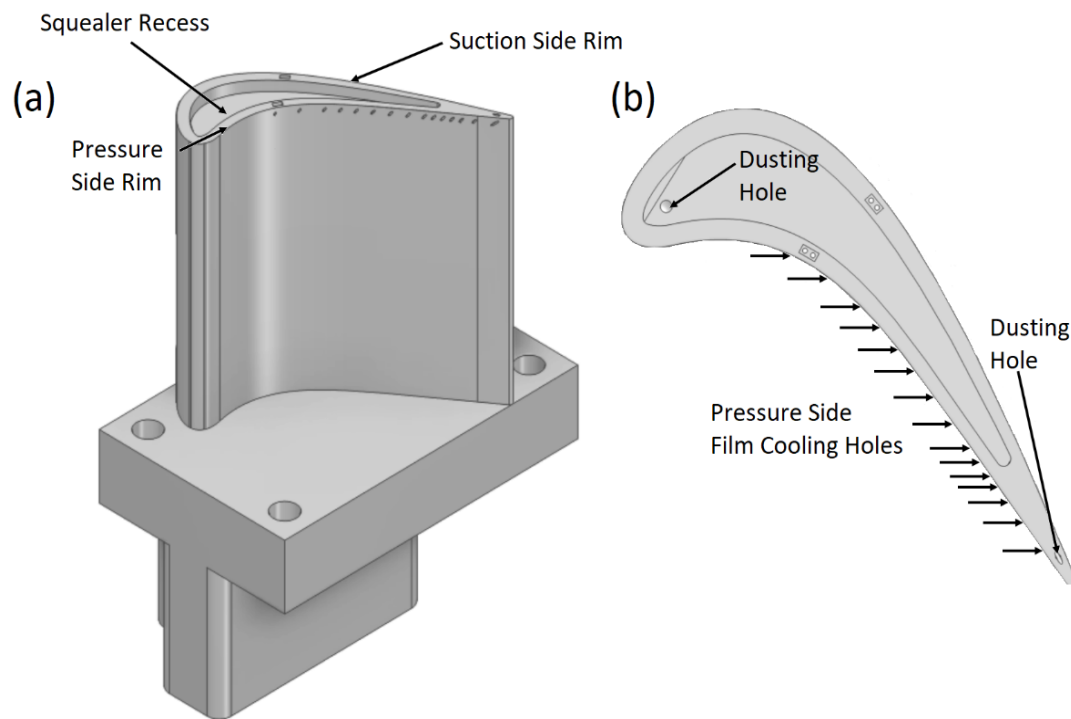 Squealer Recess
Suction Side Rim
(a)
(b)
Pressure
Side Rim
Dusting
Hole
Dusting
Hole
Pressure Side
Film Cooling Holes